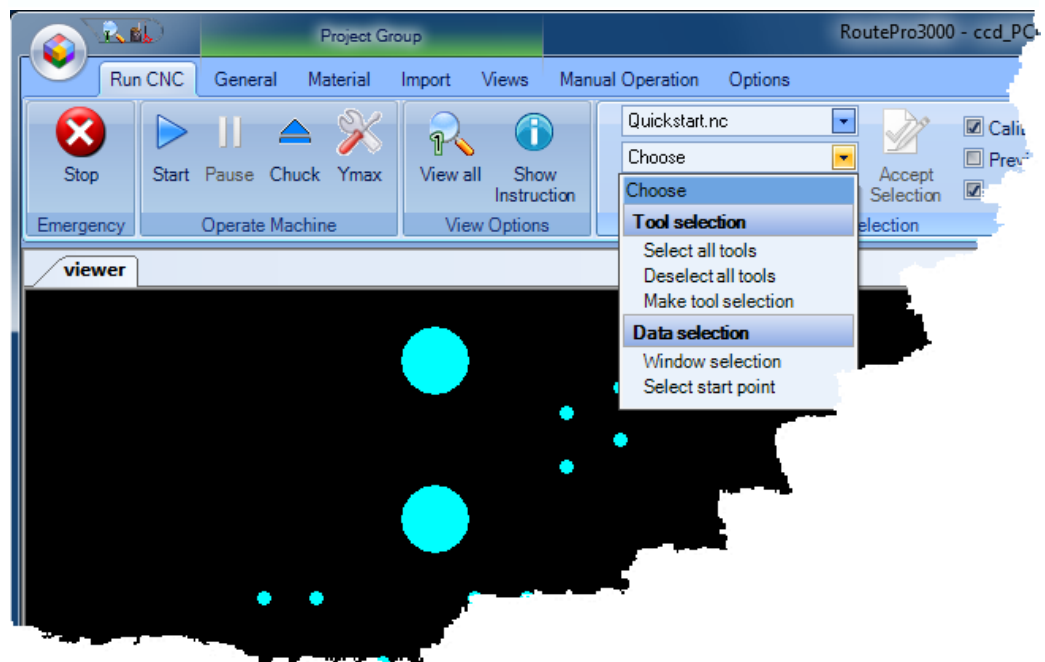 Project Group
RoutePro3000 - ccd_PC
Run CNC General Material Import Views Manual Operation Options
Quickstart.nc
Choose
Stop
Start Pause Chuck Ymax
View all
Show
Instruction
Accept
Selection
Emergency Operate Machine View Options
Choose
Tool selection
Select all tools
Deselect all tools
Make tool selection
Data selection
Window selection
Select start point
viewer